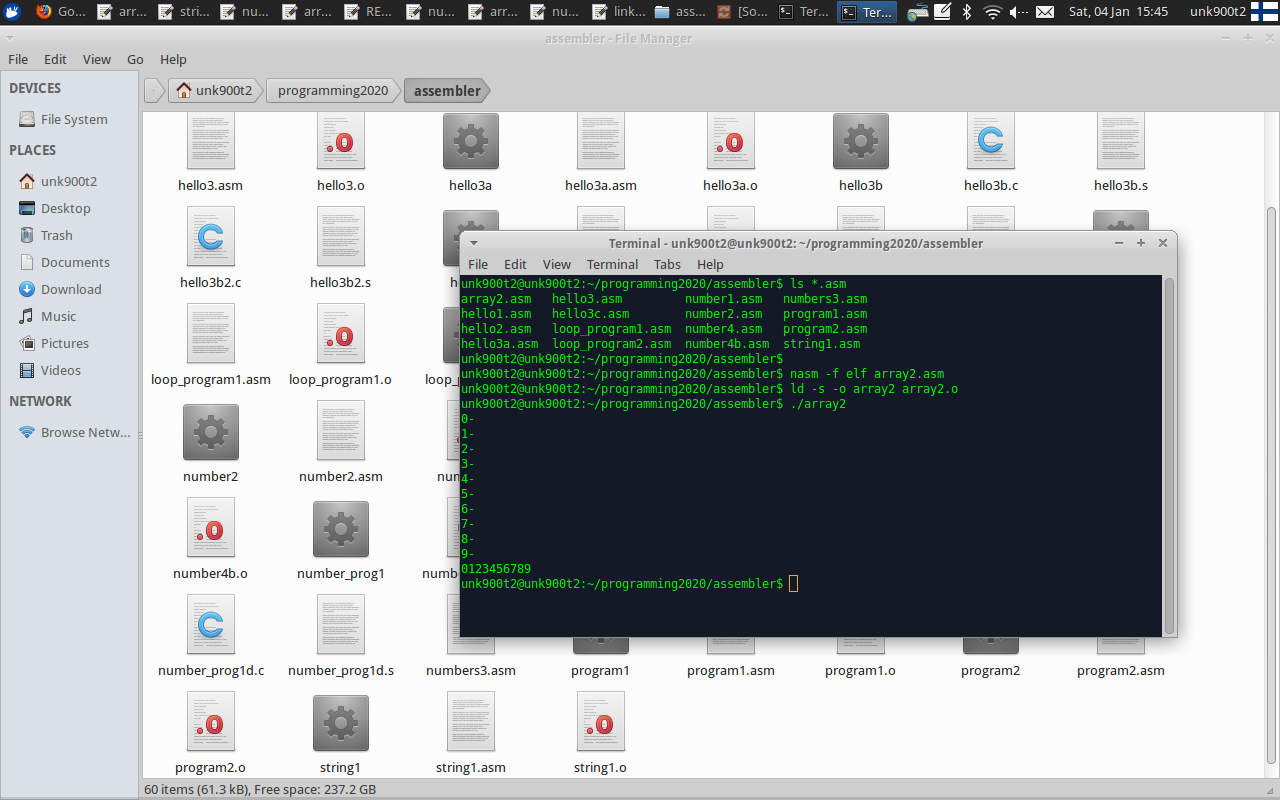 Go... arr... stri... nu... arr... RE... nu... arr... nu... link... ass... [So... Ter... Ter... Sat, 04 Jan 15:45 unk900t2
assembler - File Manager
File Edit View Go Help
DEVICES
File System
PLACES
unk900t2
Desktop
Trash
Documents
Download
Music
Pictures
Videos
NETWORK
Browse Netw...
unk900t2 programming2020 assembler
hello3.asm hello3.o hello3a hello3a.asm hello3a.o hello3b hello3b.c hello3b.s
hello3b2.c hello3b2.s
loop_program1.asm loop_program1.o
number2 number2.asm
number4b.o number_prog1
number_prog1d.c number_prog1d.s numbers3.asm program1 program1.asm program1.o program2 program2.asm
program2.o string1 string1.asm string1.o
60 items (61.3 kB), Free space: 237.2 GB
Terminal - unk900t2@unk900t2: ~/programming2020/assembler
File Edit View Terminal Tabs Help
unk900t2@unk900t2:~/programming2020/assembler$ ls *.asm
array2.asm hello3.asm number1.asm numbers3.asm
hello1.asm hello3c.asm number2.asm program1.asm
hello2.asm loop_program1.asm number4.asm program2.asm
hello3a.asm loop_program2.asm number4b.asm string1.asm
unk900t2@unk900t2:~/programming2020/assembler$
unk900t2@unk900t2:~/programming2020/assembler$ nasm -f elf array2.asm
unk900t2@unk900t2:~/programming2020/assembler$ ld -s -o array2 array2.o
unk900t2@unk900t2:~/programming2020/assembler$ ./array2
0-
1-
2-
3-
4-
5-
6-
7-
8-
9-
0123456789
unk900t2@unk900t2:~/programming2020/assembler$